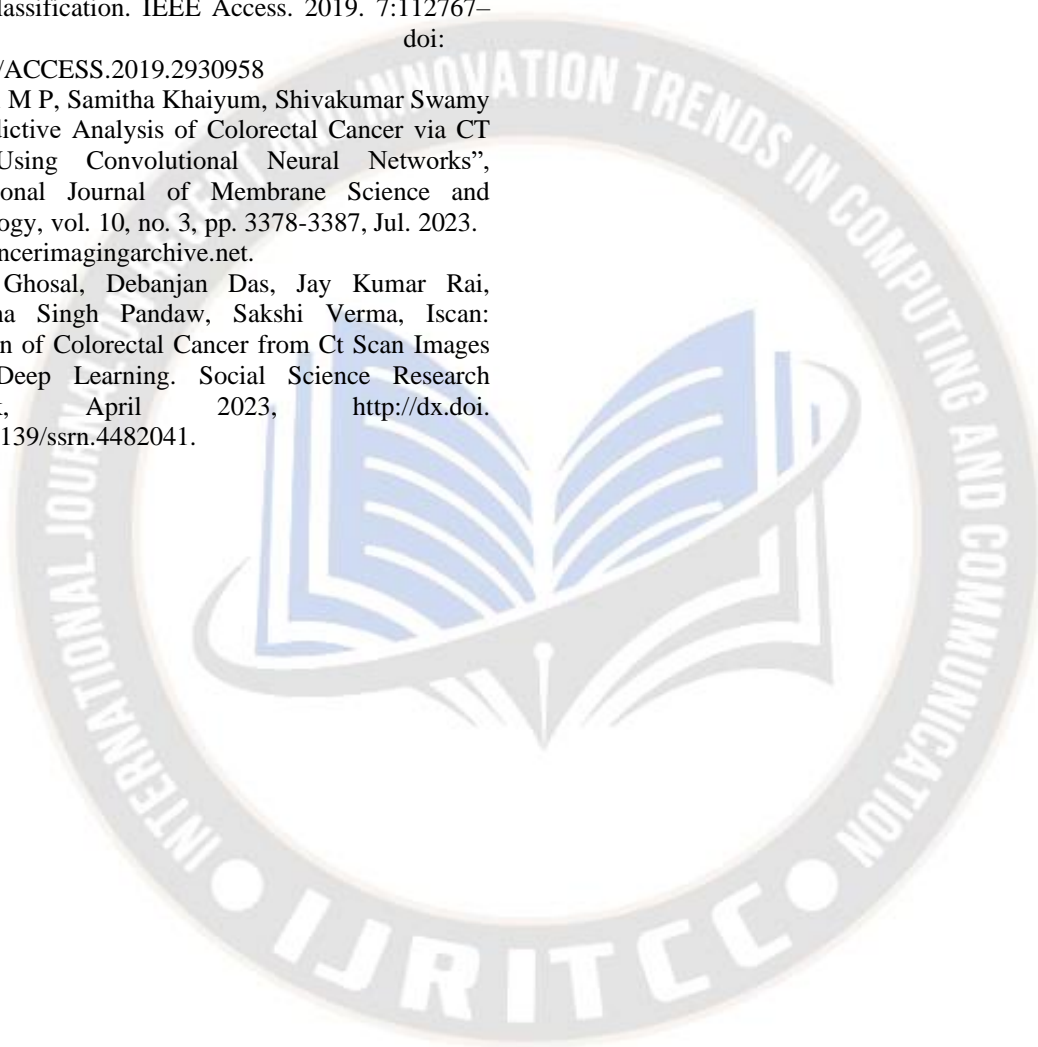 lassification. IEEE Access. 2019. 7:112767–
doi:
/ACCESS.2019.2930958
M P, Samitha Khaiyum, Shivakumar Swamy
dictive Analysis of Colorectal Cancer via CT
Using Convolutional Neural Networks”,
onal Journal of Membrane Science and
ogy, vol. 10, no. 3, pp. 3378-3387, Jul. 2023.
ncerimagingarchive.net.
Ghosal, Debanjan Das, Jay Kumar Rai,
na Singh Pandaw, Sakshi Verma, Iscan:
n of Colorectal Cancer from Ct Scan Images
Deep Learning. Social Science Research
, April 2023, http://dx.doi.
139/ssrn.4482041.
INTERNATIONAL JOURNAL ON RECENT AND INNOVATION TRENDS IN COMPUTING AND COMMUNICATION
IJRITCC